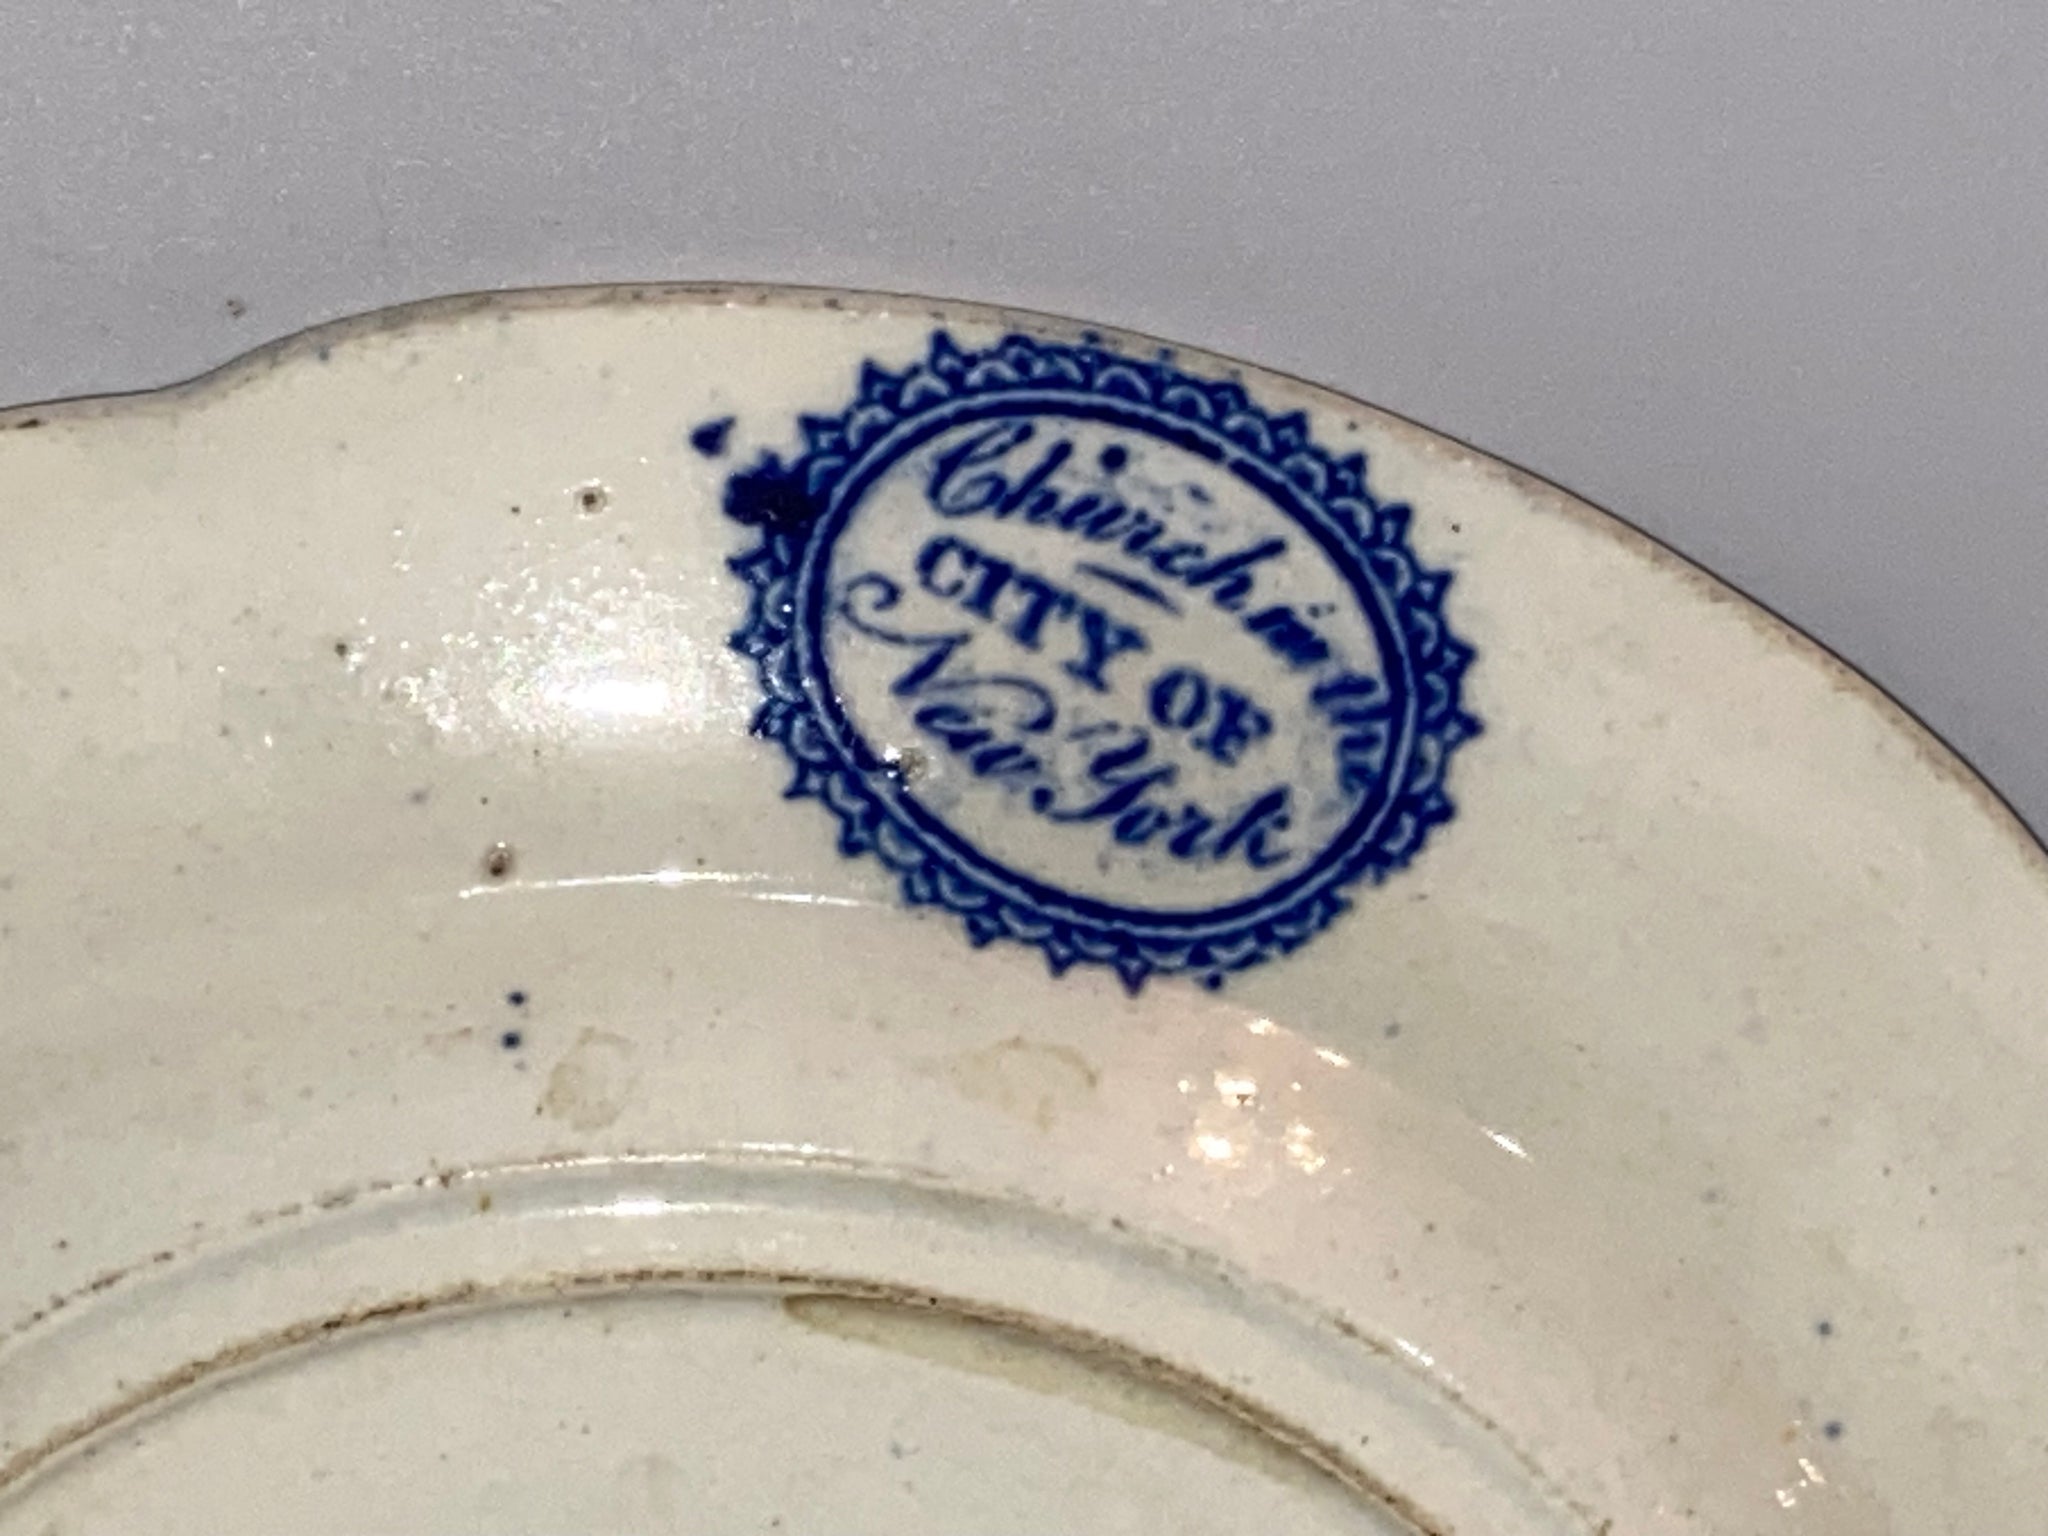 Church in the
CITY OF
New York